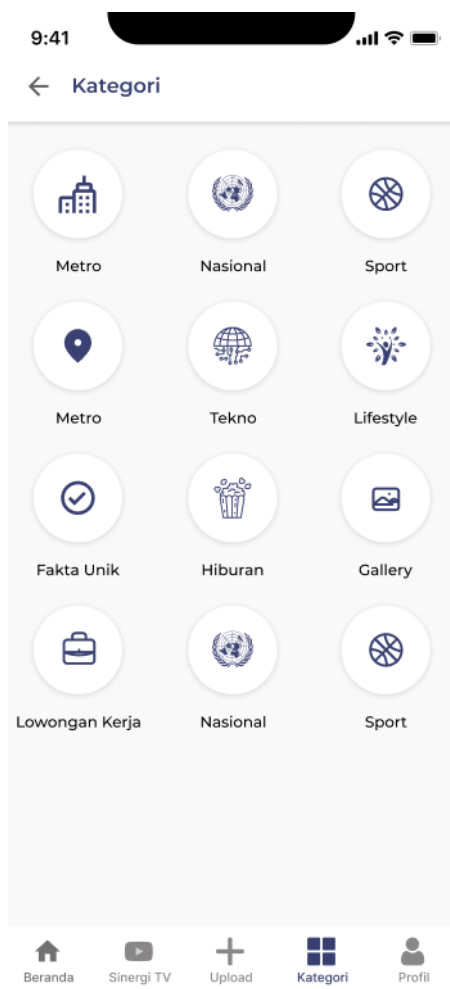 9:41
Kategori
Metro Nasional Sport
Metro Tekno Lifestyle
Fakta Unik Hiburan Gallery
Lowongan Kerja Nasional Sport
Beranda Sinergi TV Upload Kategori Profil